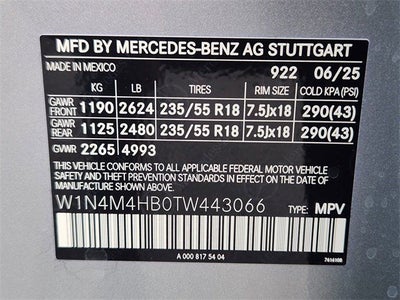 MFD BY MERCEDES-BENZ AG STUTTGART
MADE IN MEXICO 922 06/25
KG LB TIRES RIM SIZE COLD KPA(PSI)
GAWR FRONT 1190 2624 235/55 R18 7.5Jx18 290(43)
GAWR REAR 1125 2480 235/55 R18 7.5Jx18 290(43)
GVWR 2265 4993
THIS VEHICLE CONFORMS TO ALL APPLICABLE FEDERAL MOTOR VEHICLE
SAFETY BUMPER, AND THEFT PREVENTION STANDARDS IN
EFFECT ON THE DATE OF MANUFACTURE SHOWN ABOVE.
W1N4M4HB0TW443066 TYPE: MPV
A 000 817 54 04